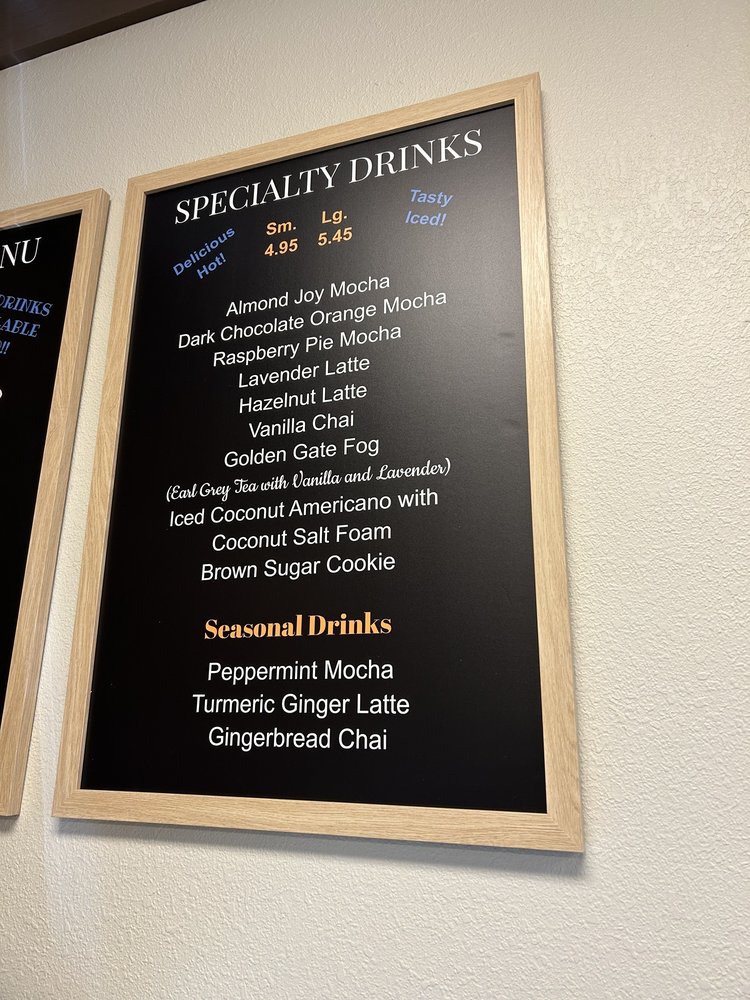 NU
DRINKS
LABLE
!!
SPECIALTY DRINKS
Delicious
Hot!
Sm. Lg.
4.95 5.45
Tasty
Iced!
Almond Joy Mocha
Dark Chocolate Orange Mocha
Raspberry Pie Mocha
Lavender Latte
Hazelnut Latte
Vanilla Chai
Golden Gate Fog
(Earl Grey Tea with Vanilla and Lavender)
Iced Coconut Americano with
Coconut Salt Foam
Brown Sugar Cookie
Seasonal Drinks
Peppermint Mocha
Turmeric Ginger Latte
Gingerbread Chai